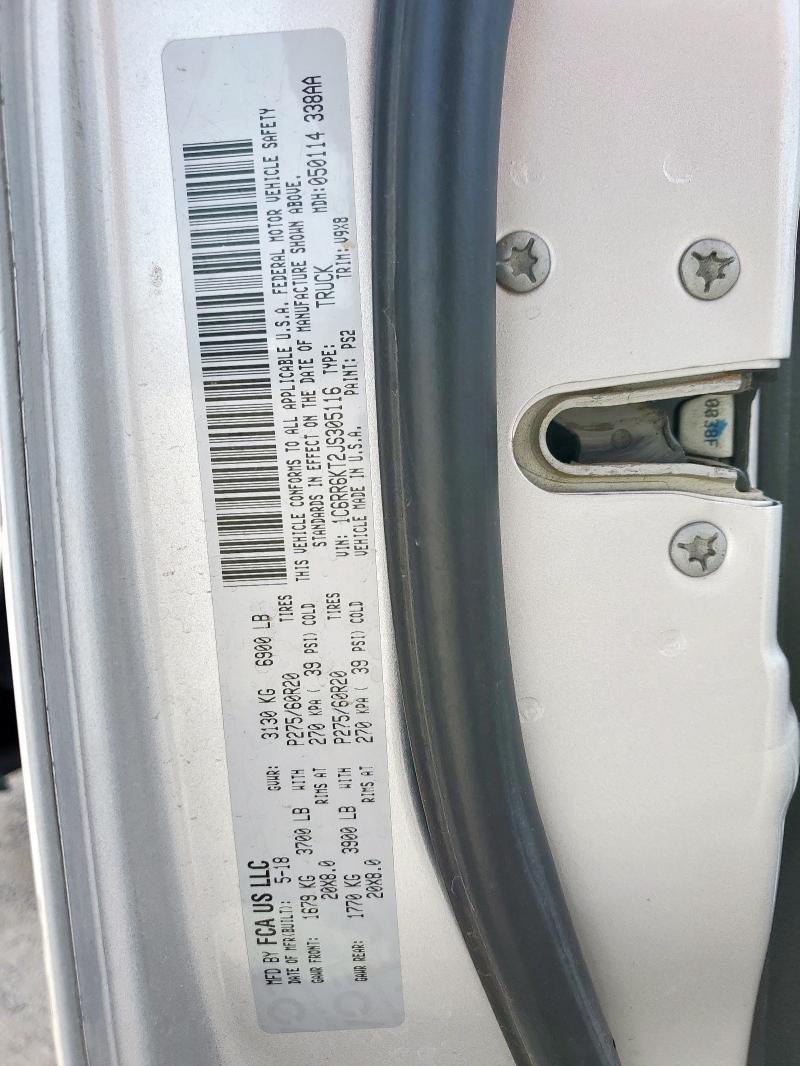 MFD BY FCA US LLC
DATE OF MFR(BUILT): 5-18 GVWR: 3130 KG 6900 LB
GAWR FRONT: 1679 KG 3700 LB WITH P275/60R20 TIRES
20X8.0 RIMS AT 270 KPA ( 39 PSI) COLD
GAWR REAR: 1770 KG 3900 LB WITH P275/60R20 TIRES
20X8.0 RIMS AT 270 KPA ( 39 PSI) COLD
THIS VEHICLE CONFORMS TO ALL APPLICABLE U.S.A. FEDERAL MOTOR VEHICLE SAFETY
STANDARDS IN EFFECT ON THE DATE OF MANUFACTURE SHOWN ABOVE.
VIN: 1C6RR6KT2JS305116 TYPE: TRUCK MDH:050114 338AA
VEHICLE MADE IN U.S.A. PAINT: PS2 TRIM: V9X8